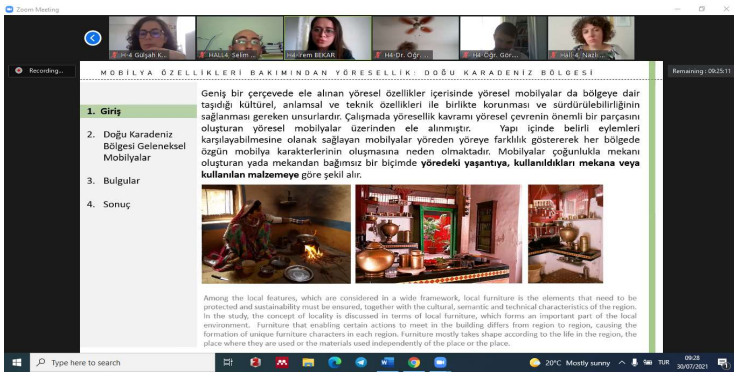 Zoom Meeting
H-4 Gülşah K...
HALL4 Selim ...
H4-İrem BEKAR
H4-Dr. Öğr. ...
H4-Öğr. Gör...
Hall-4_Nazlı...
Recording...
MOBİLYA ÖZELLİKLERİ BAKIMINDAN YÖRESELLİK: DOĞU KARADENİZ BÖLGESİ
Remaining : 09:25:11
1. Giriş
2. Doğu Karadeniz
Bölgesi Geleneksel
Mobilyalar
3. Bulgular
4. Sonuç
Geniş bir çerçevede ele alınan yöresel özellikler içerisinde yöresel mobilyalar da bölgeye dair
taşıdığı kültürel, anlamsal ve teknik özellikleri ile birlikte korunması ve sürdürülebilirliğinin
sağlanması gereken unsurlardır. Çalışmada yöresellik kavramı yöresel çevrenin önemli bir parçasını
oluşturan yöresel mobilyalar üzerinden ele alınmıştır. Yapı içinde belirli eylemleri
karşılayabilmesine olanak sağlayan mobilyalar yöreden yöreye farklılık göstererek her bölgede
özgün mobilya karakterlerinin oluşmasına neden olmaktadır. Mobilyalar çoğunlukla mekanı
oluşturan yada mekandan bağımsız bir biçimde yöredeki yaşantıya, kullanıldıkları mekana veya
kullanılan malzemeye göre şekil alır.
Among the local features, which are considered in a wide framework, local furniture is the elements that need to be
protected and sustainability must be ensured, together with the cultural, semantic and technical characteristics of the region.
In the study, the concept of locality is discussed in terms of local furniture, which forms an important part of the local
environment. Furniture that enabling certain actions to meet in the building differs from region to region, causing the
formation of unique furniture characters in each region. Furniture mostly takes shape according to the life in the region, the
place where they are used or the materials used independently of the place or the place.
Type here to search
20°C Mostly sunny
TUR
09:28
30/07/2021